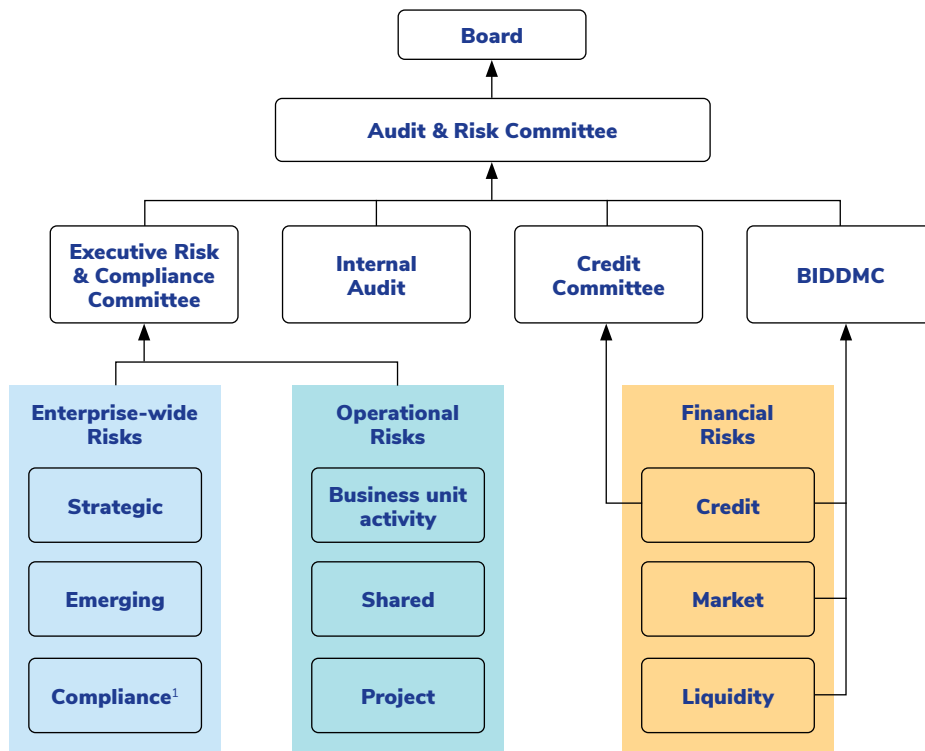 Board
Audit & Risk Committee
Executive Risk
& Compliance
Committee
Internal
Audit
Credit
Committee
BIDDMC
Enterprise-wide
Risks
Strategic
Emerging
Compliance¹
Operational
Risks
Business unit
activity
Shared
Project
Financial
Risks
Credit
Market
Liquidity